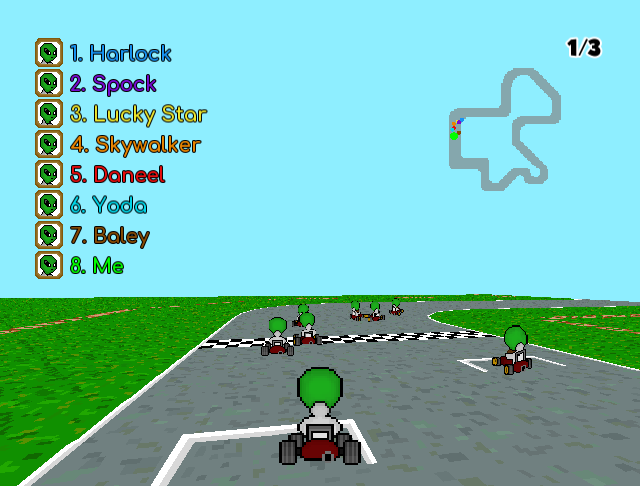 1/3
1. Harlock
2. Spock
3. Lucky Star
4. Skywalker
5. Daneel
6. Yoda
7. Baley
8. Me